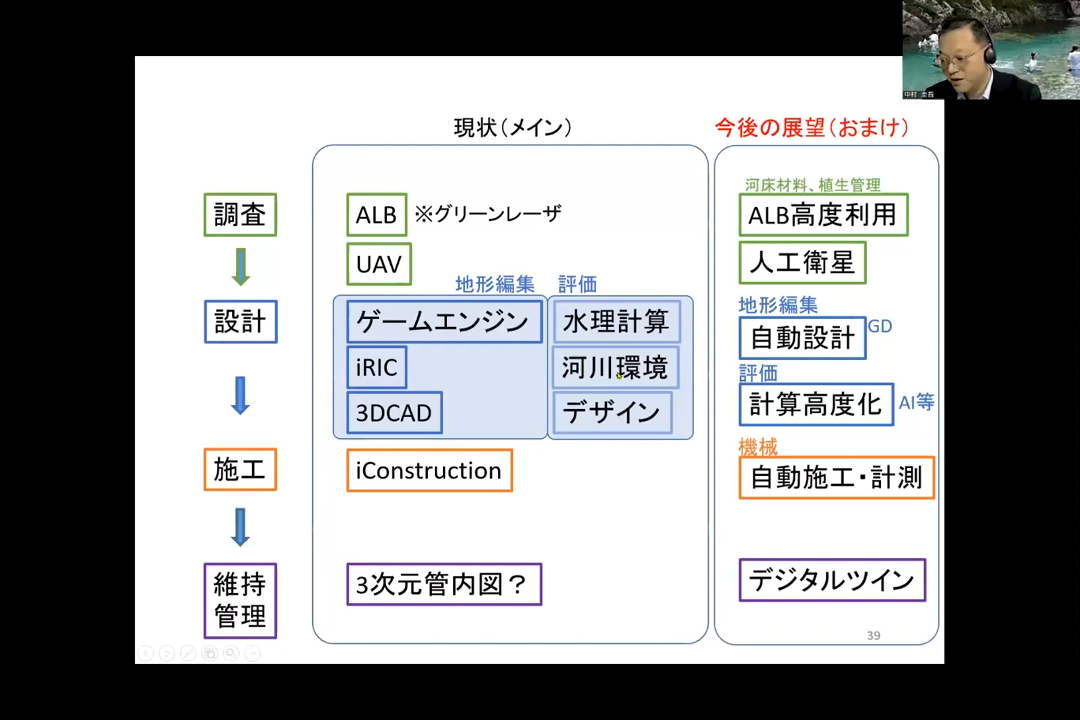 中村 圭吾
現状（メイン）
今後の展望（おまけ）
調査
ALB ※グリーンレーザ
UAV
河床材料、植生管理
ALB高度利用
人工衛星
設計
地形編集 評価
ゲームエンジン 水理計算
iRIC 河川環境
3DCAD デザイン
地形編集
自動設計 GD
評価
計算高度化 AI等
施工
iConstruction
機械
自動施工・計測
維持
管理
3次元管内図？
デジタルツイン
39